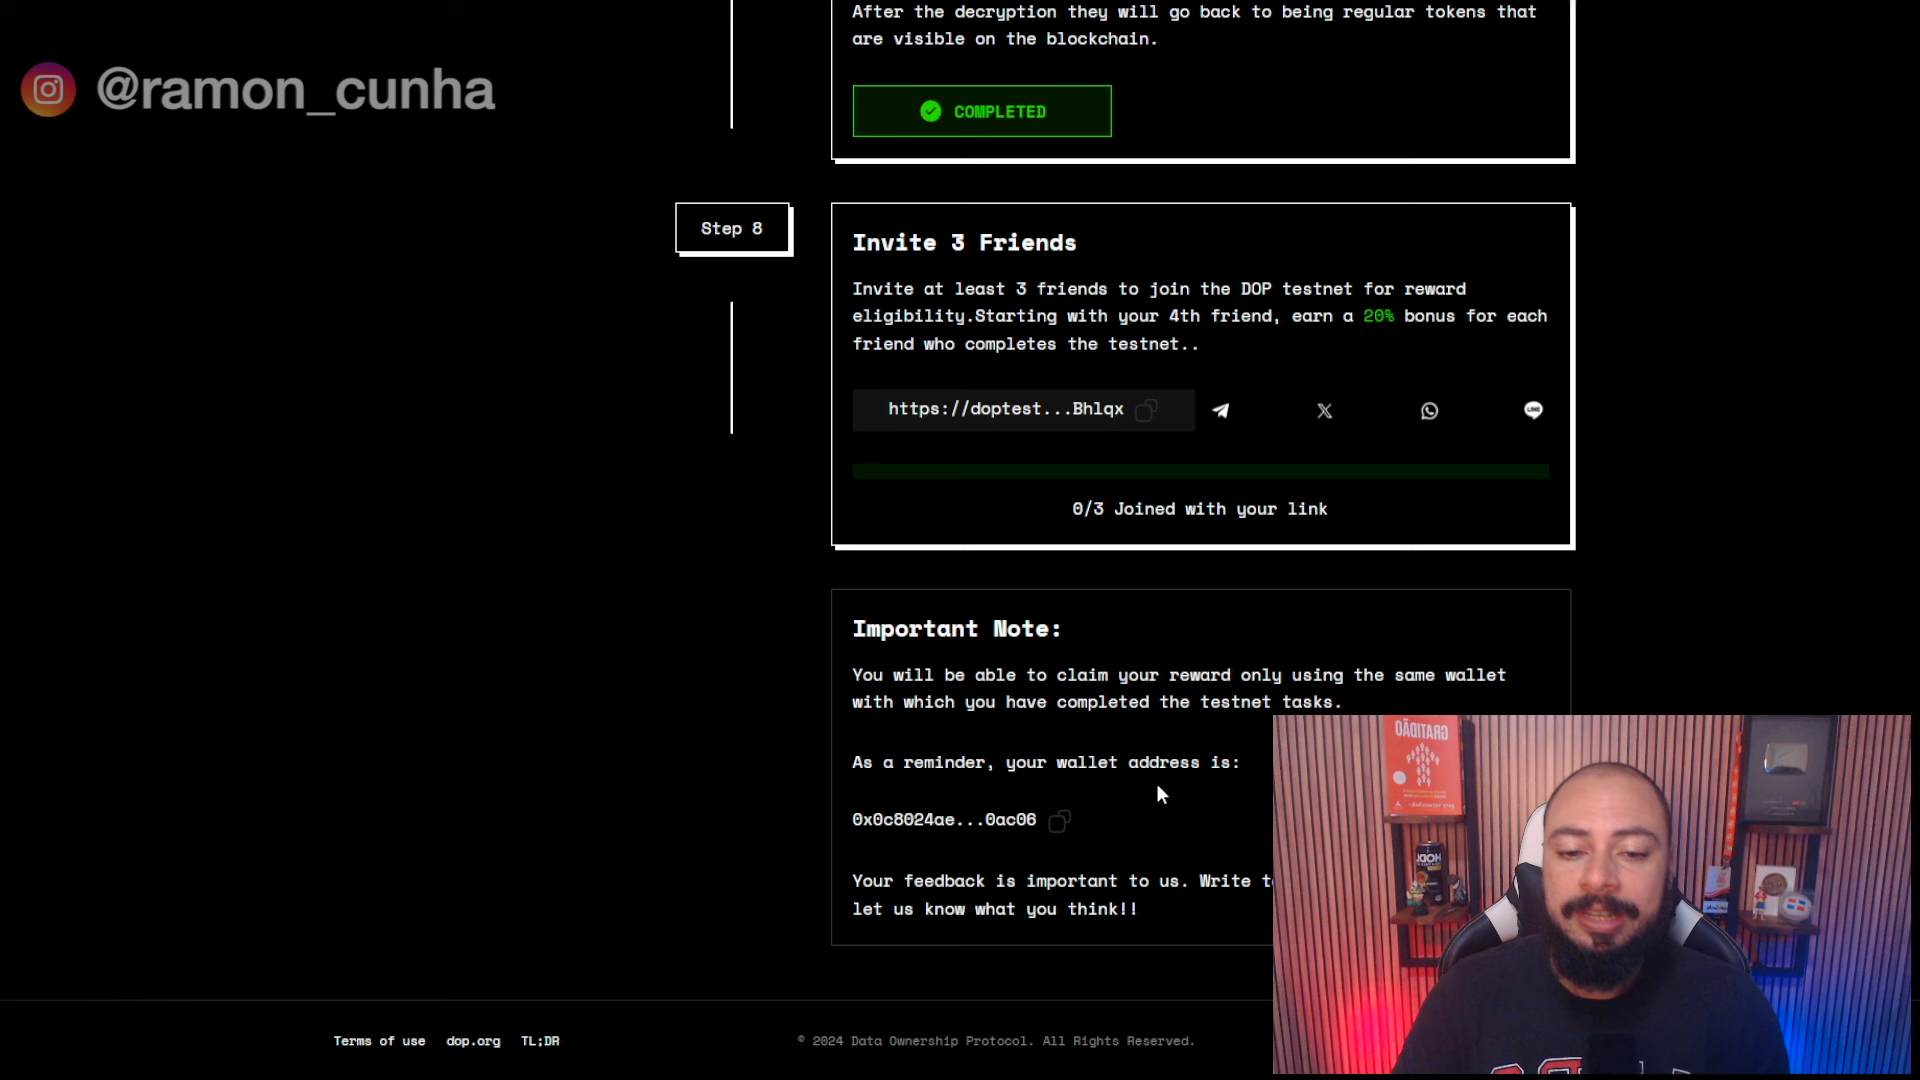 After the decryption they will go back to being regular tokens that
are visible on the blockchain.
@ramon_cunha
COMPLETED
Step 8
Invite 3 Friends
Invite at least 3 friends to join the DOP testnet for reward
eligibility.Starting with your 4th friend, earn a 20% bonus for each
friend who completes the testnet..
https://doptest...Bhlqx
LINE
0/3 Joined with your link
Important Note:
You will be able to claim your reward only using the same wallet
with which you have completed the testnet tasks.
As a reminder, your wallet address is:
0x0c8024ae...0ac06
Your feedback is important to us. Write
let us know what you think!!
GRATIDÃO
HODL
Terms of use dop.org TL;DR
© 2024 Data Ownership Protocol. All Rights Reserved.